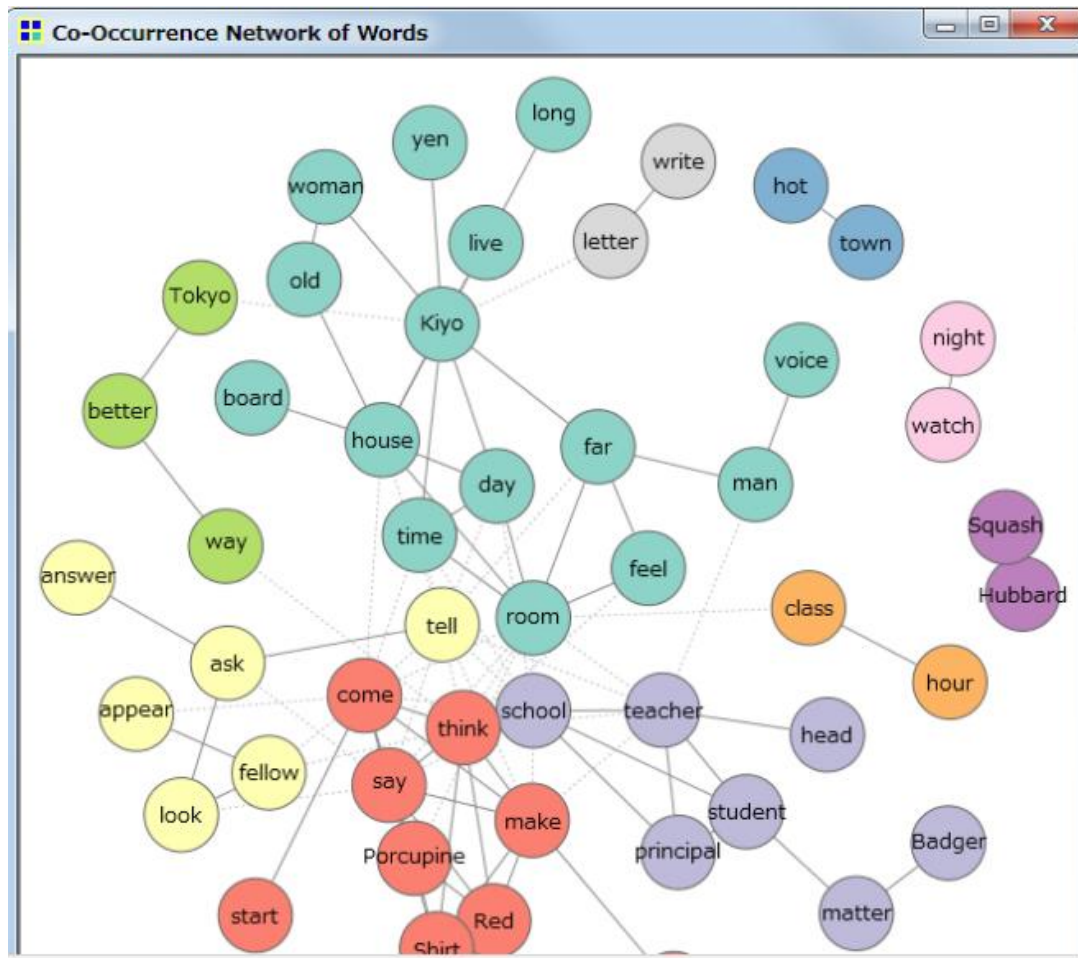 Co-Occurrence Network of Words
long
yen
write
woman
hot
live
letter
town
old
Tokyo
Kiyo
night
voice
board
better
watch
house
far
day
man
Squash
time
way
feel
answer
Hubbard
class
room
tell
ask
hour
come
school
teacher
appear
think
head
fellow
say
look
make
student
Badger
Porcupine
principal
start
Red
matter
Shirt